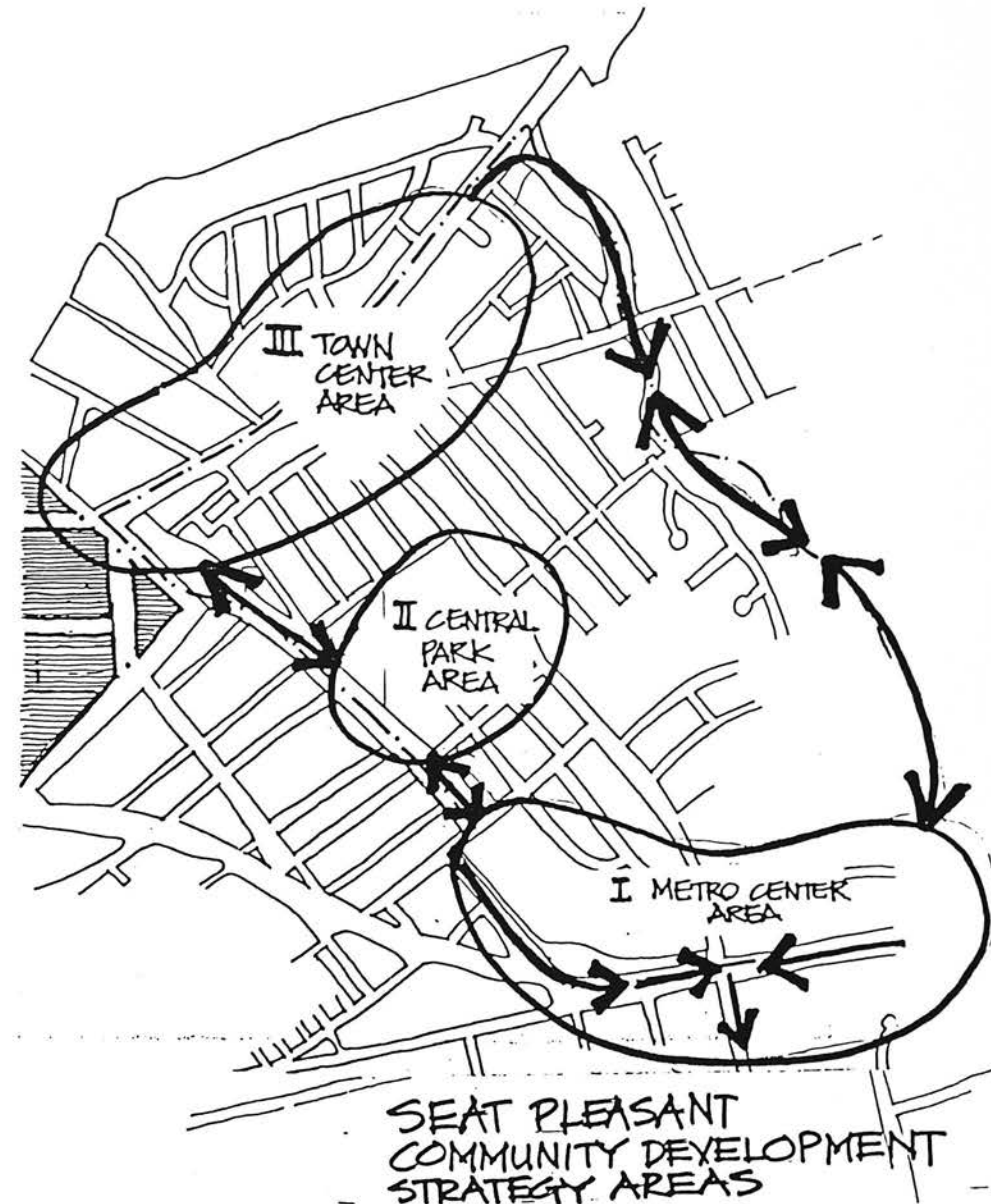 III TOWN
CENTER
AREA
II CENTRAL
PARK
AREA
I METRO CENTER
AREA
SEAT PLEASANT
COMMUNITY DEVELOPMENT
STRATEGY AREAS